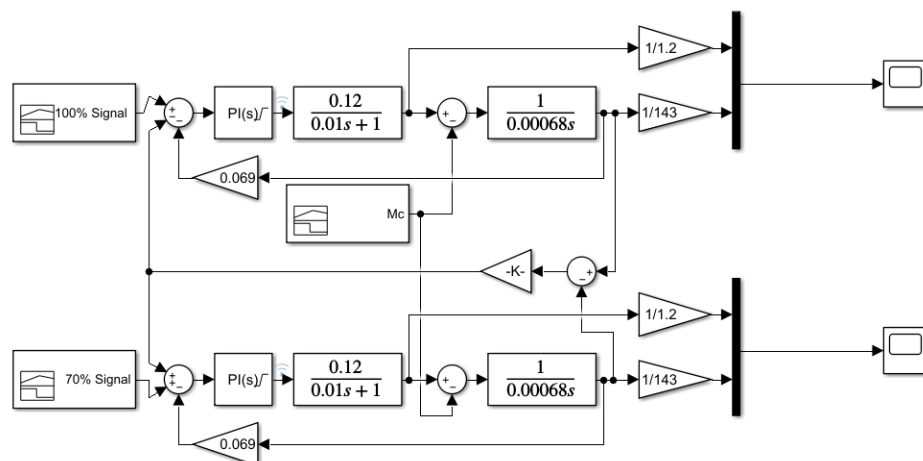 1/1.2
100% Signal
+
-
-
PI(s)
0.12
0.01s + 1
+
-
1
0.00068s
1/143
0.069
Mc
-K-
+
-
1/1.2
70% Signal
+
+
-
PI(s)
0.12
0.01s + 1
+
-
1
0.00068s
1/143
0.069